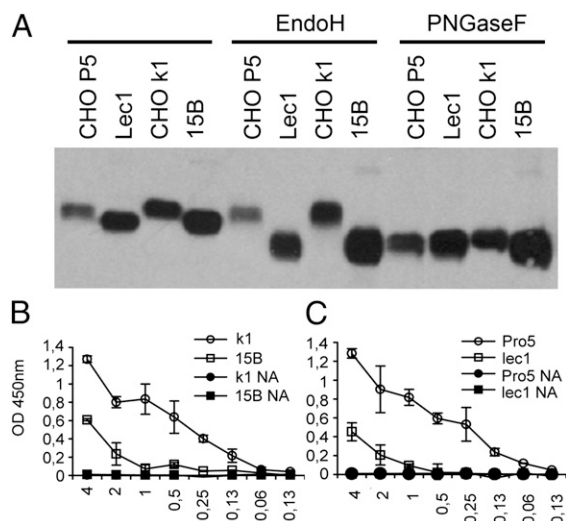 A
EndoH
PNGaseF
CHO P5
Lec1
CHO k1
15B
CHO P5
Lec1
CHO k1
15B
CHO P5
Lec1
CHO k1
15B
B
1,4
1,2
1
0,8
0,6
0,4
0,2
0
OD 450nm
k1
15B
k1 NA
15B NA
4
2
1
0,5
0,25
0,13
0,06
0,13
C
1,4
1,2
1
0,8
0,6
0,4
0,2
0
Pro5
lec1
Pro5 NA
lec1 NA
4
2
1
0,5
0,25
0,13
0,06
0,13